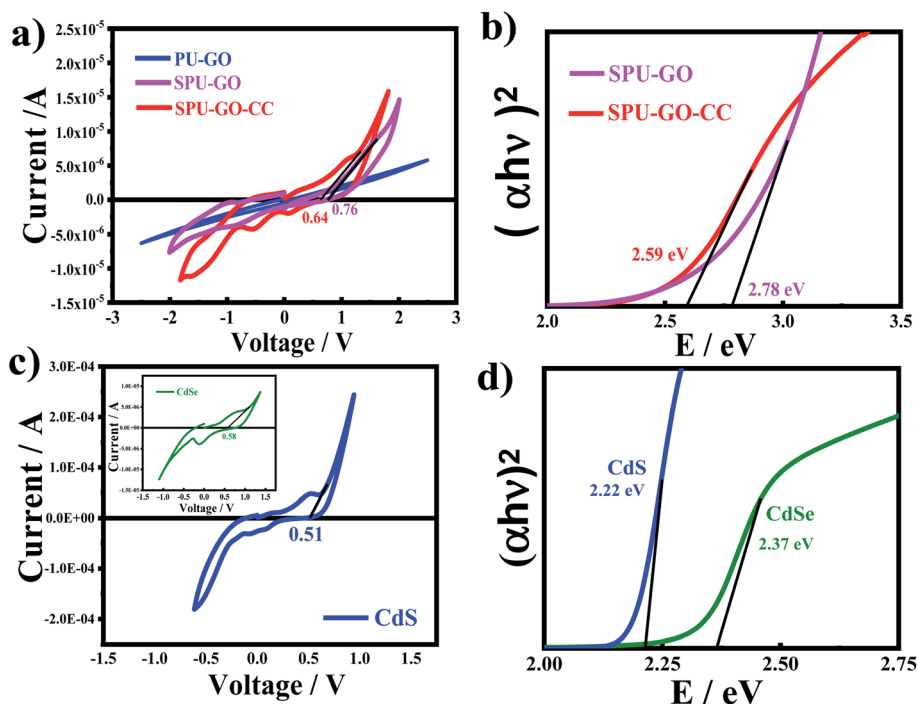 a)
2.5x10⁻⁵
2.0x10⁻⁵
1.5x10⁻⁵
1.0x10⁻⁵
5.0x10⁻⁶
0.0
-5.0x10⁻⁶
-1.0x10⁻⁵
-1.5x10⁻⁵
Current /A
PU-GO
SPU-GO
SPU-GO-CC
0.76
0.64
-3 -2 -1 0 1 2 3
Voltage / V
b)
(αhν)²
SPU-GO
SPU-GO-CC
2.59 eV
2.78 eV
2.0 2.5 3.0 3.5
E / eV
c)
3.0E-04
2.0E-04
1.0E-04
0.0E+00
-1.0E-04
-2.0E-04
Current / A
CdSe
1.0E-05
5.0E-06
0.0E+00
-5.0E-06
-1.0E-05
-1.5E-05
Current / A
0.58
-1.5 -1.0 -0.5 0.0 0.5 1.0 1.5
Voltage / V
0.51
CdS
-1.5 -1.0 -0.5 0.0 0.5 1.0 1.5
Voltage / V
d)
(αhν)²
CdS
2.22 eV
CdSe
2.37 eV
2.00 2.25 2.50 2.75
E / eV